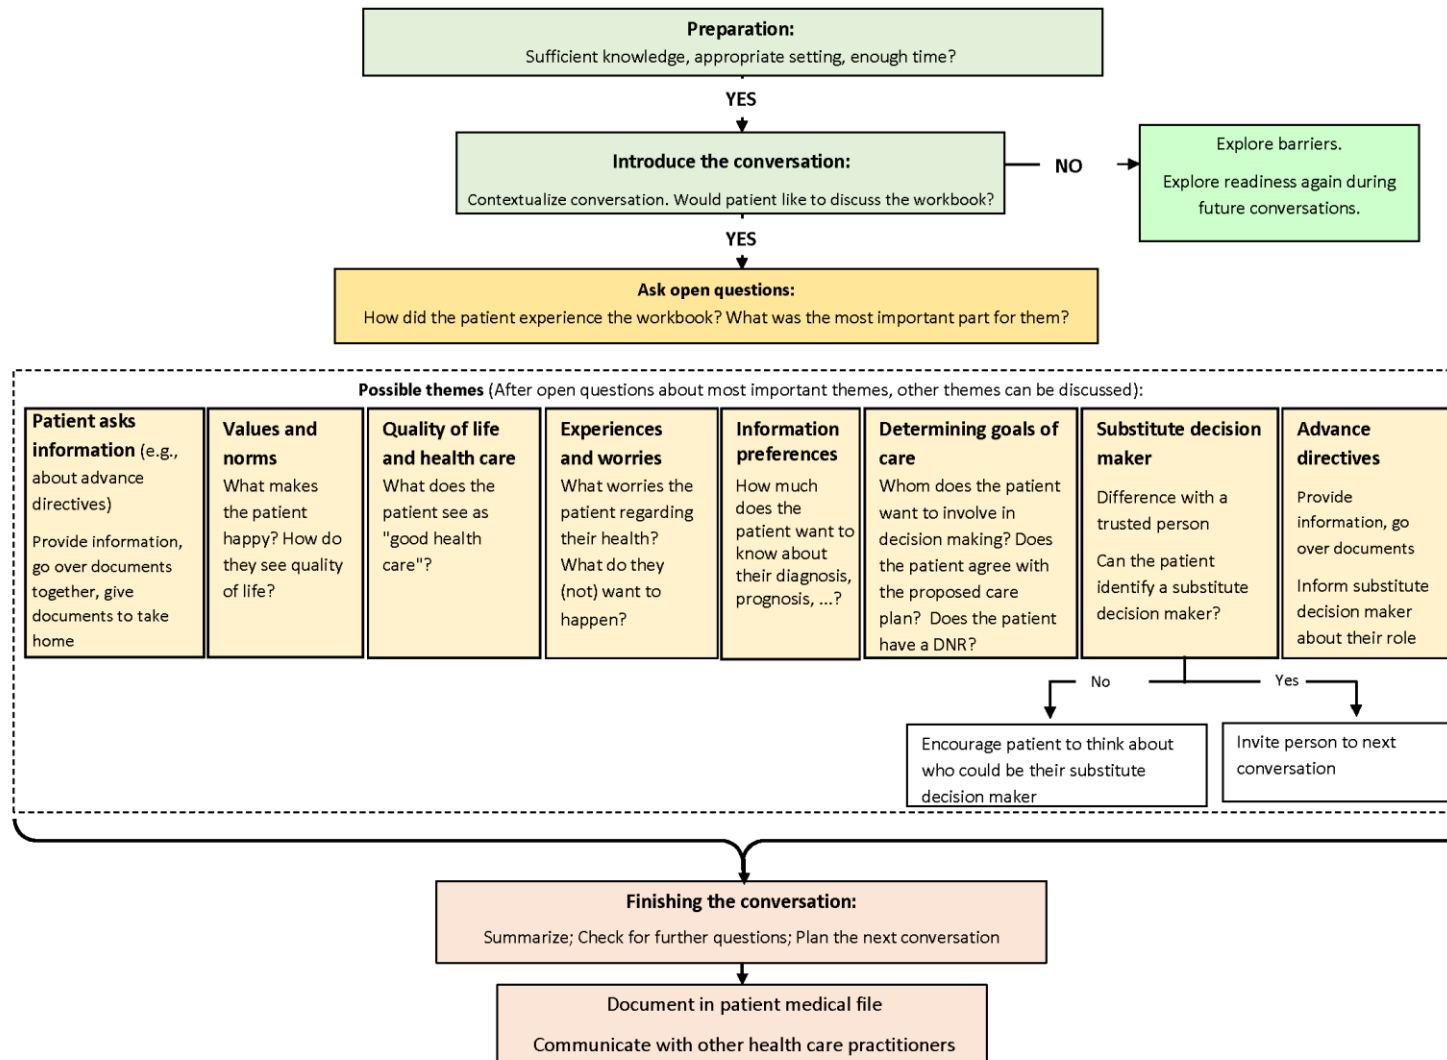 Preparation:
Sufficient knowledge, appropriate setting, enough time?
YES
Introduce the conversation:
Contextualize conversation. Would patient like to discuss the workbook?
NO
Explore barriers.
Explore readiness again during
future conversations.
YES
Ask open questions:
How did the patient experience the workbook? What was the most important part for them?
Possible themes (After open questions about most important themes, other themes can be discussed):
Patient asks
information (e.g.,
about advance
directives)
Provide information,
go over documents
together, give
documents to take
home
Values and
norms
What makes
the patient
happy? How do
they see quality
of life?
Quality of life
and health care
What does the
patient see as
"good health
care"?
Experiences
and worries
What worries the
patient regarding
their health?
What do they
(not) want to
happen?
Information
preferences
How much
does the
patient want to
know about
their diagnosis,
prognosis, ...?
Determining goals of
care
Whom does the patient
want to involve in
decision making? Does
the patient agree with
the proposed care
plan? Does the patient
have a DNR?
Substitute decision
maker
Difference with a
trusted person
Can the patient
identify a substitute
decision maker?
Advance
directives
Provide
information, go
over documents
Inform substitute
decision maker
about their role
No
Yes
Encourage patient to think about
who could be their substitute
decision maker
Invite person to next
conversation
Finishing the conversation:
Summarize; Check for further questions; Plan the next conversation
Document in patient medical file
Communicate with other health care practitioners